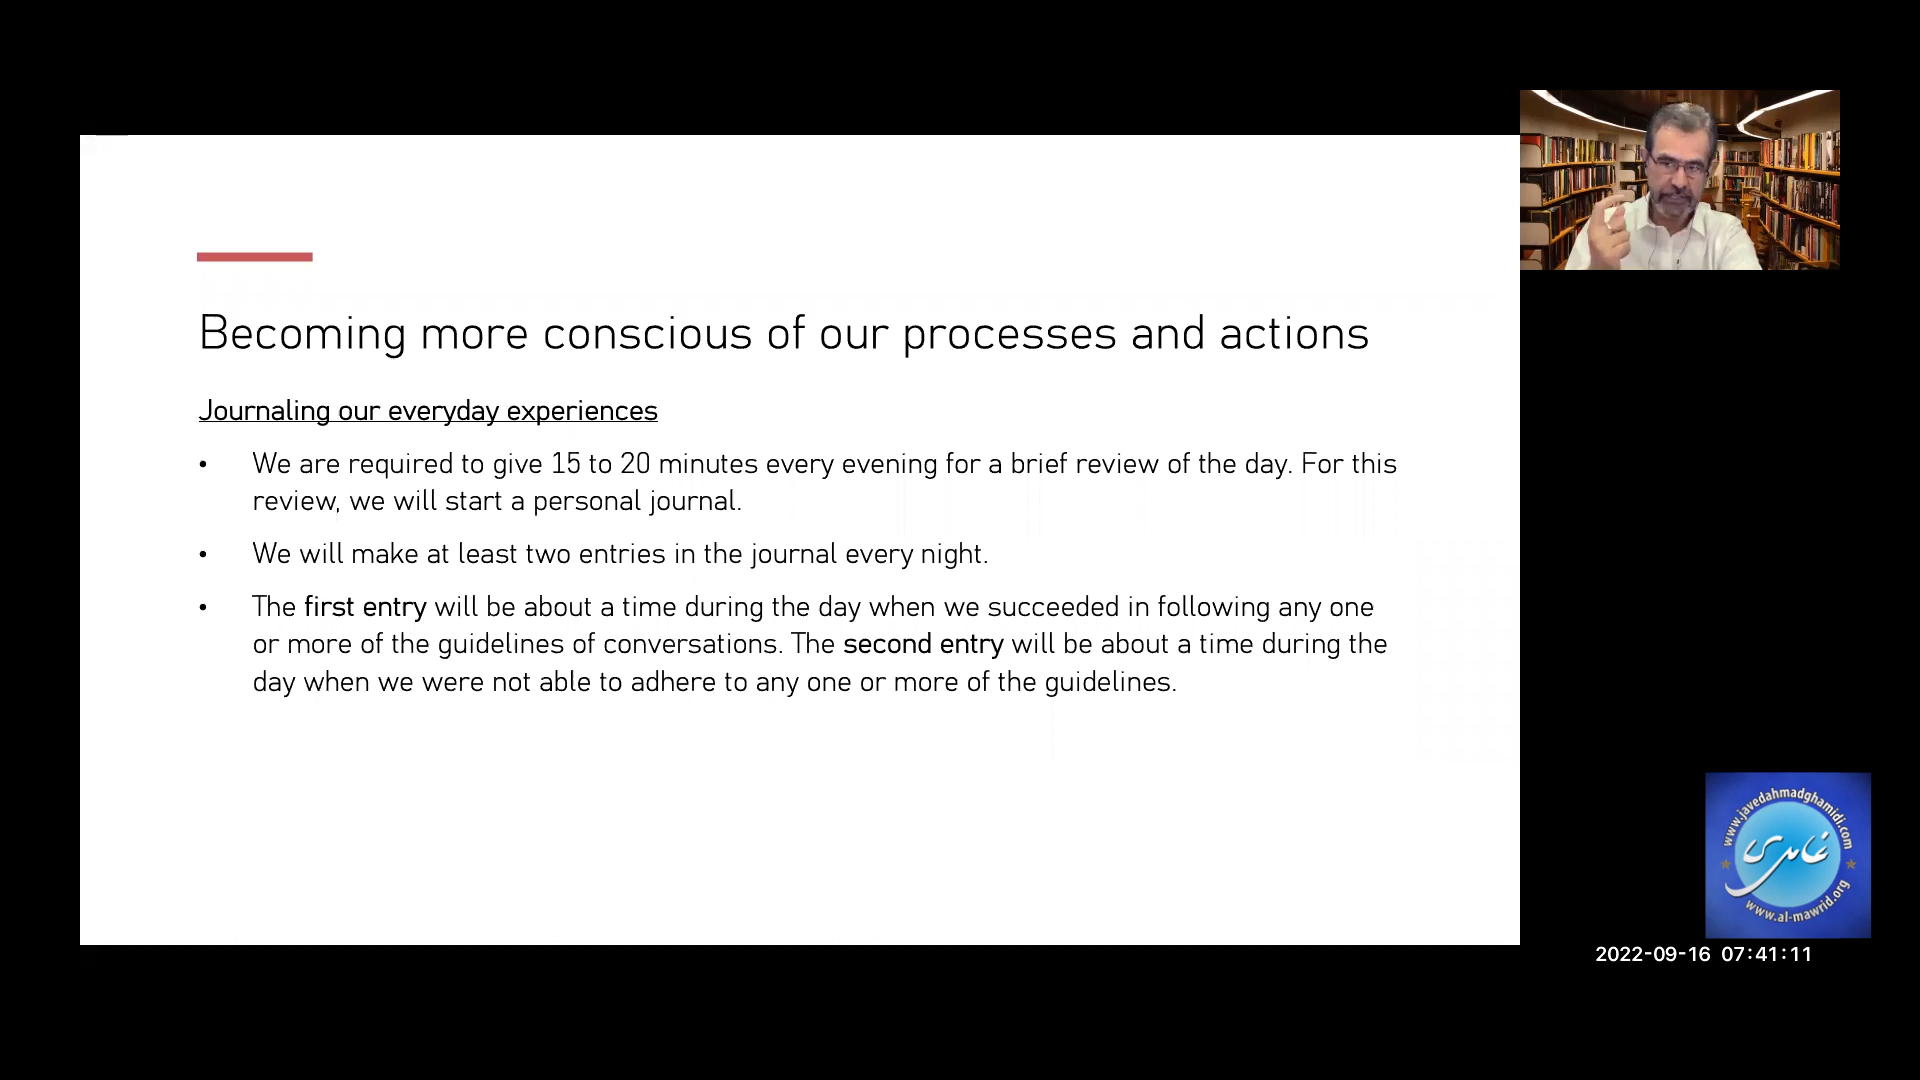 Becoming more conscious of our processes and actions
Journaling our everyday experiences
• We are required to give 15 to 20 minutes every evening for a brief review of the day. For this
review, we will start a personal journal.
• We will make at least two entries in the journal every night.
• The first entry will be about a time during the day when we succeeded in following any one
or more of the guidelines of conversations. The second entry will be about a time during the
day when we were not able to adhere to any one or more of the guidelines.
www.javedahmadghamidi.com
غامدی
www.al-mawrid.org
2022-09-16 07:41:11